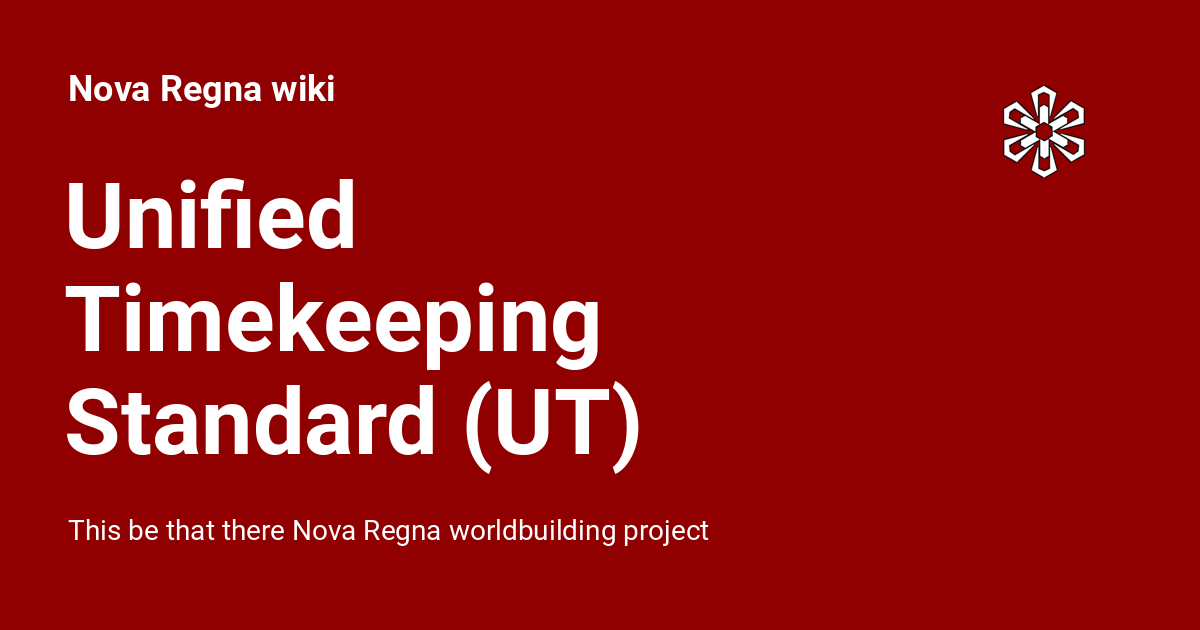 Nova Regna wiki
Unified
Timekeeping
Standard (UT)
This be that there Nova Regna worldbuilding project